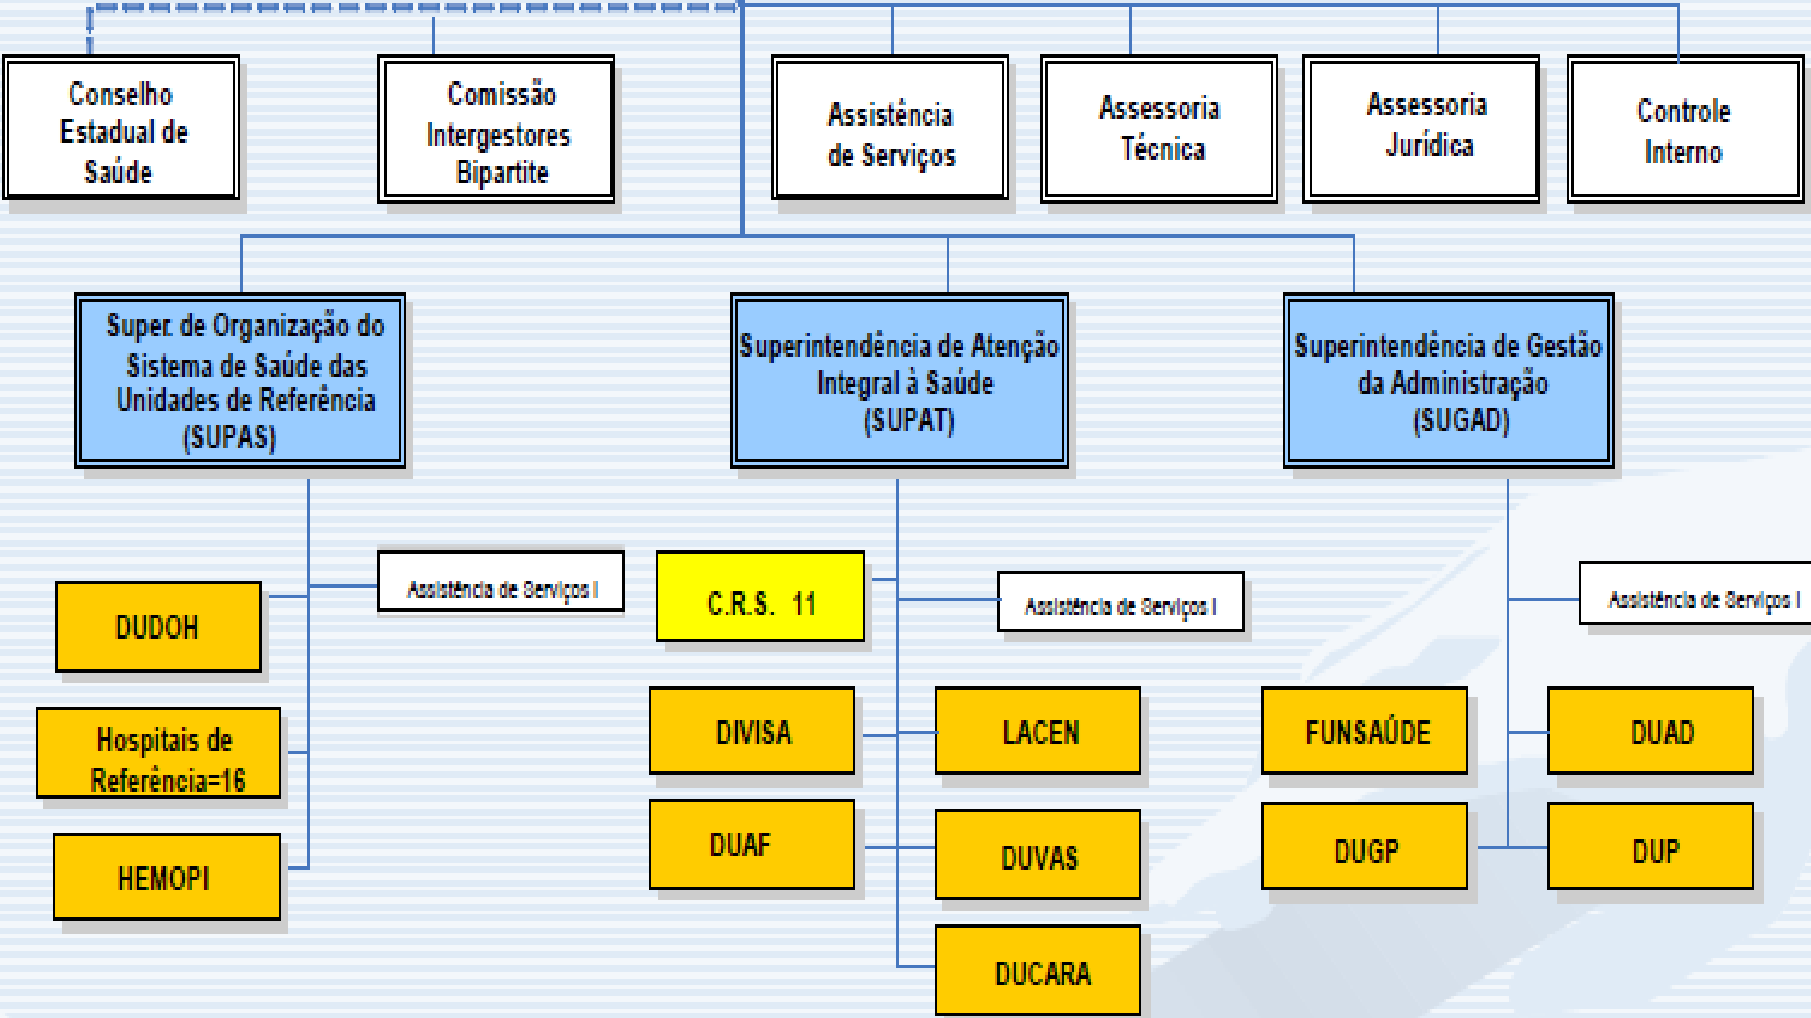 Conselho
Estadual de
Saúde
Comissão
Intergestores
Bipartite
Assistência
de Serviços
Assessoria
Técnica
Assessoria
Jurídica
Controle
Interno
Super. de Organização do
Sistema de Saúde das
Unidades de Referência
(SUPAS)
Superintendência de Atenção
Integral à Saúde
(SUPAT)
Superintendência de Gestão
da Administração
(SUGAD)
DUDOH
Assistência de Serviços I
Hospitais de
Referência=16
HEMOPI
C.R.S. 11
Assistência de Serviços I
DIVISA
LACEN
DUAF
DUVAS
DUCARA
Assistência de Serviços I
FUNSAÚDE
DUAD
DUGP
DUP